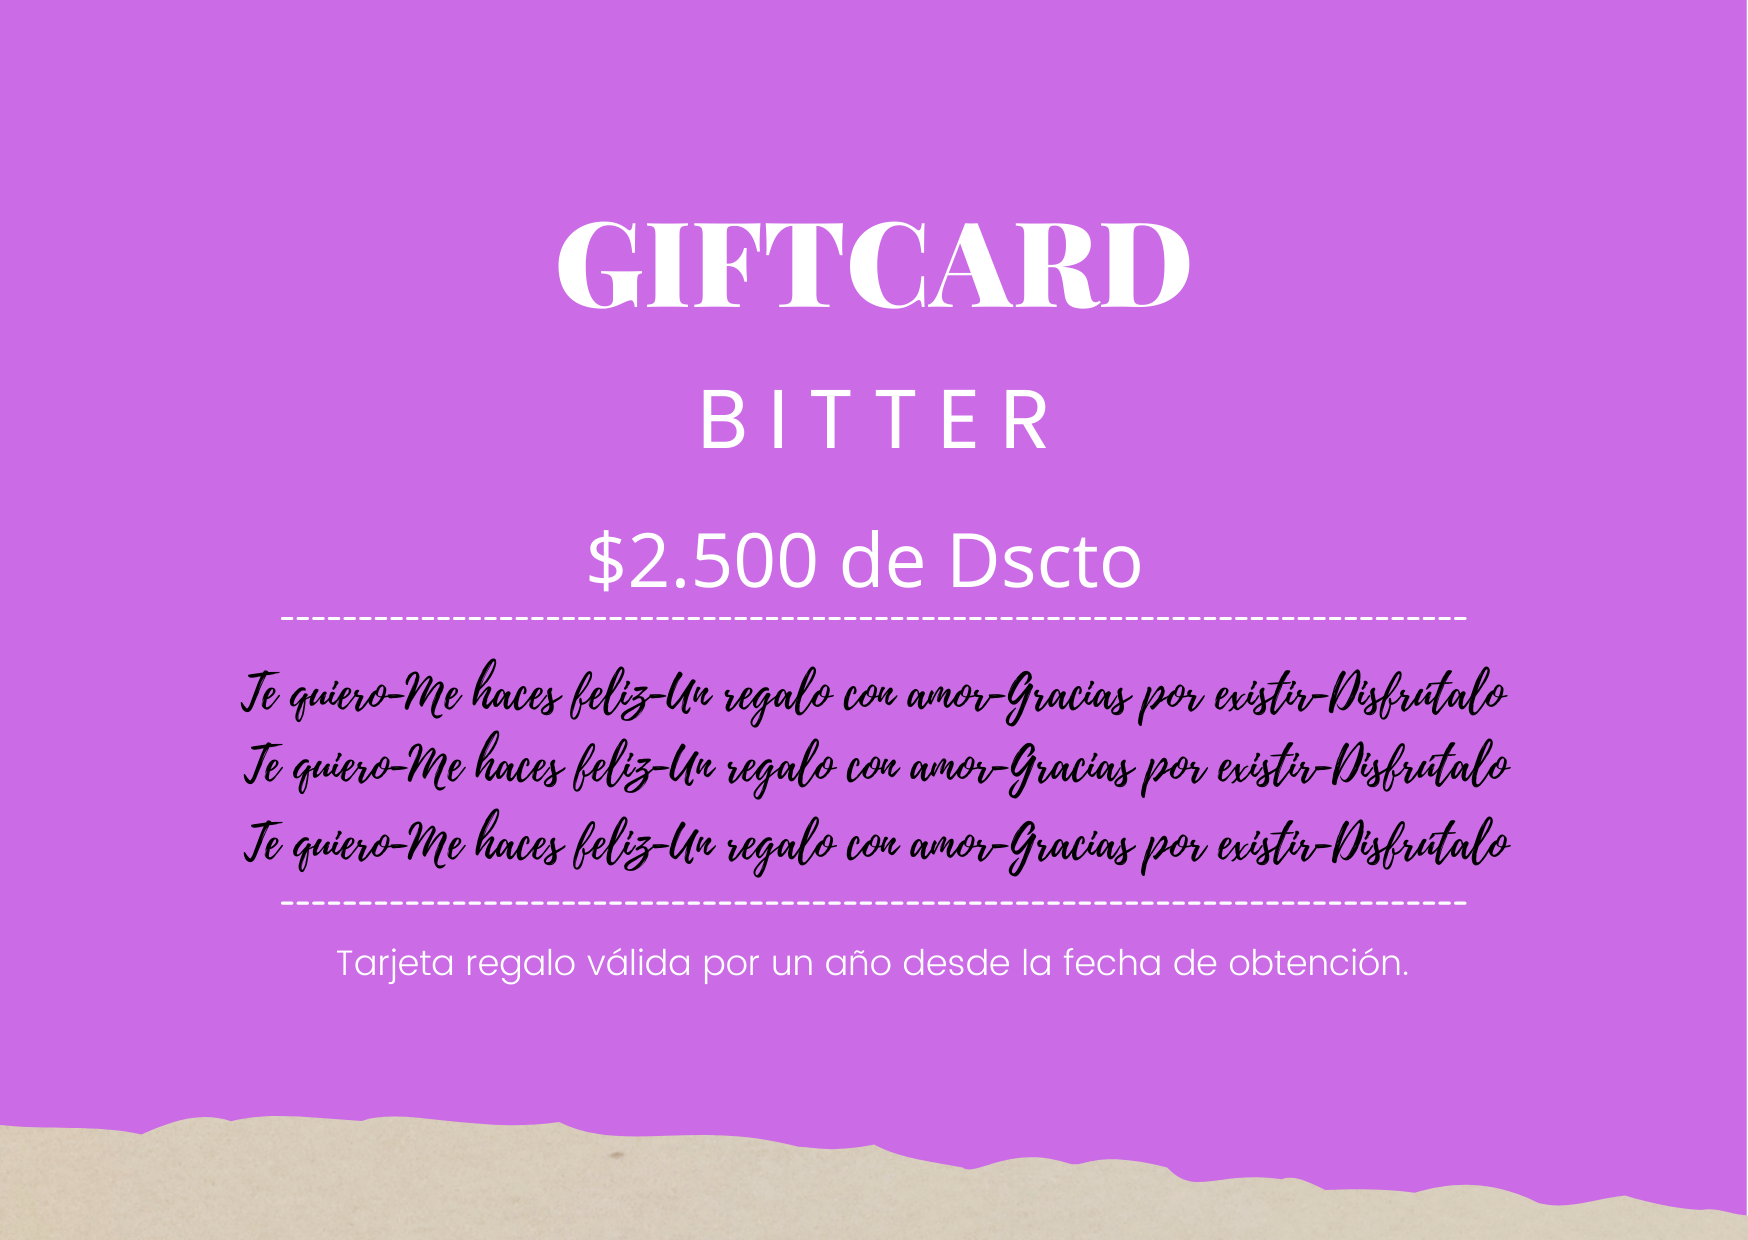 GIFTCARD
BITTER
$2.500 de Dscto
Te quiero-Me haces feliz-Un regalo con amor-Gracias por existir-Disfrútalo
Te quiero-Me haces feliz-Un regalo con amor-Gracias por existir-Disfrútalo
Te quiero-Me haces feliz-Un regalo con amor-Gracias por existir-Disfrútalo
Tarjeta regalo válida por un año desde la fecha de obtención.